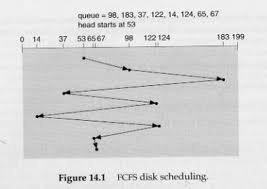 queue = 98, 183, 37, 122, 14, 124, 65, 67
head starts at 53
0 14 37 53 65 67 98 122 124 183 199
Figure 14.1 FCFS disk scheduling.